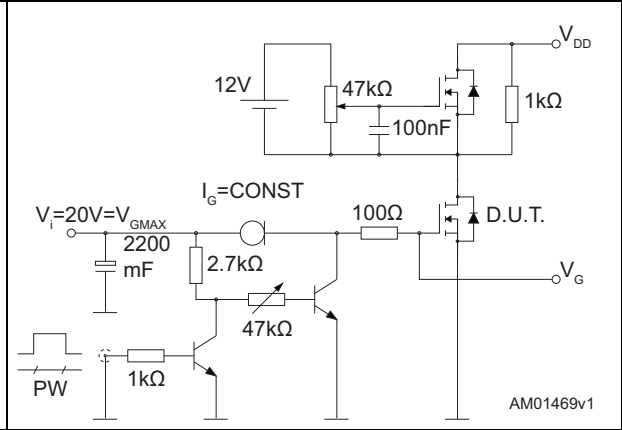 V_DD
12V
47kΩ
1kΩ
100nF
I_G=CONST
V_i=20V=V_GMAX
100Ω
D.U.T.
2200
mF
2.7kΩ
V_G
47kΩ
1kΩ
PW
AM01469v1